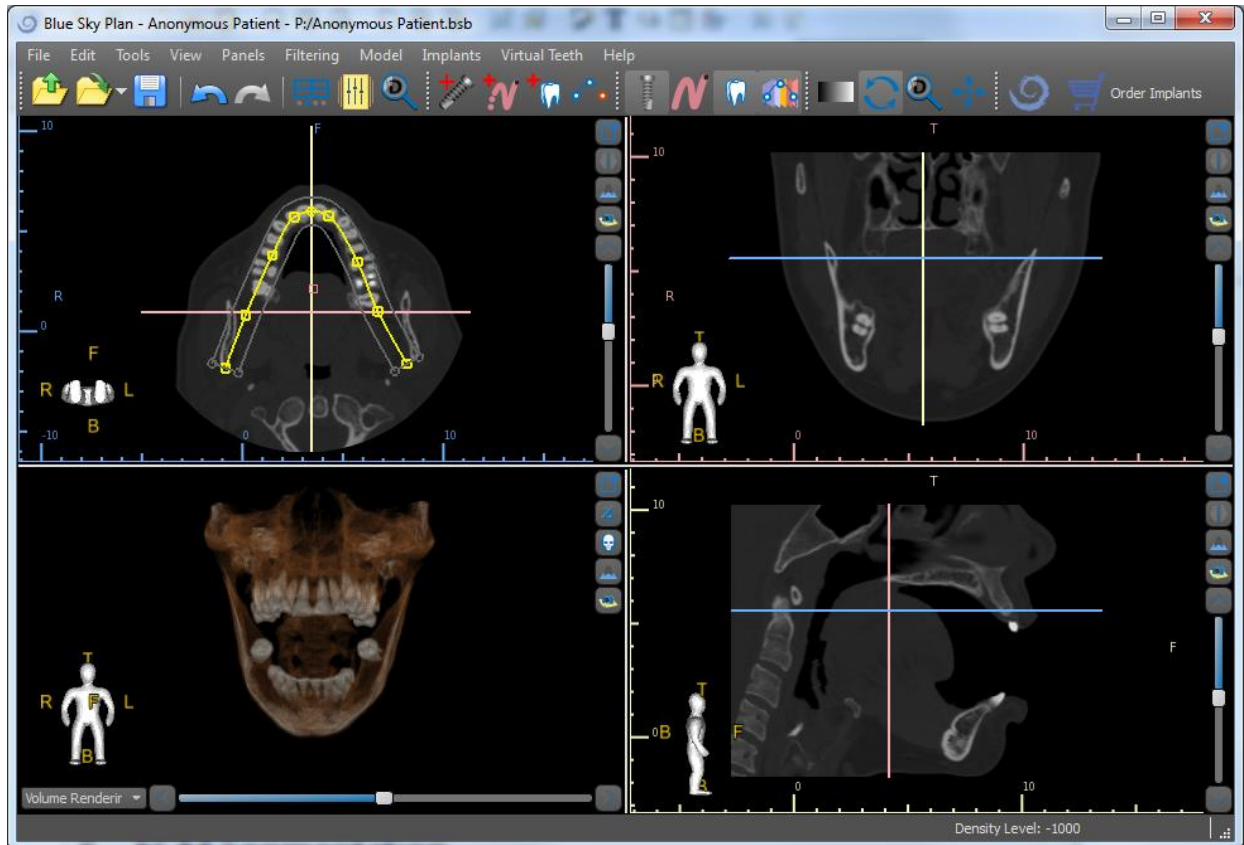 Blue Sky Plan - Anonymous Patient - P:/Anonymous Patient.bsb
File Edit Tools View Panels Filtering Model Implants Virtual Teeth Help
Order Implants
10
F
R
0
F
R L
B
-10 0 10
T
10
R
T
R L
B
0 10
T
R F L
B
Volume Renderir
T
10
F
T
0 B F
B
0 10
Density Level: -1000